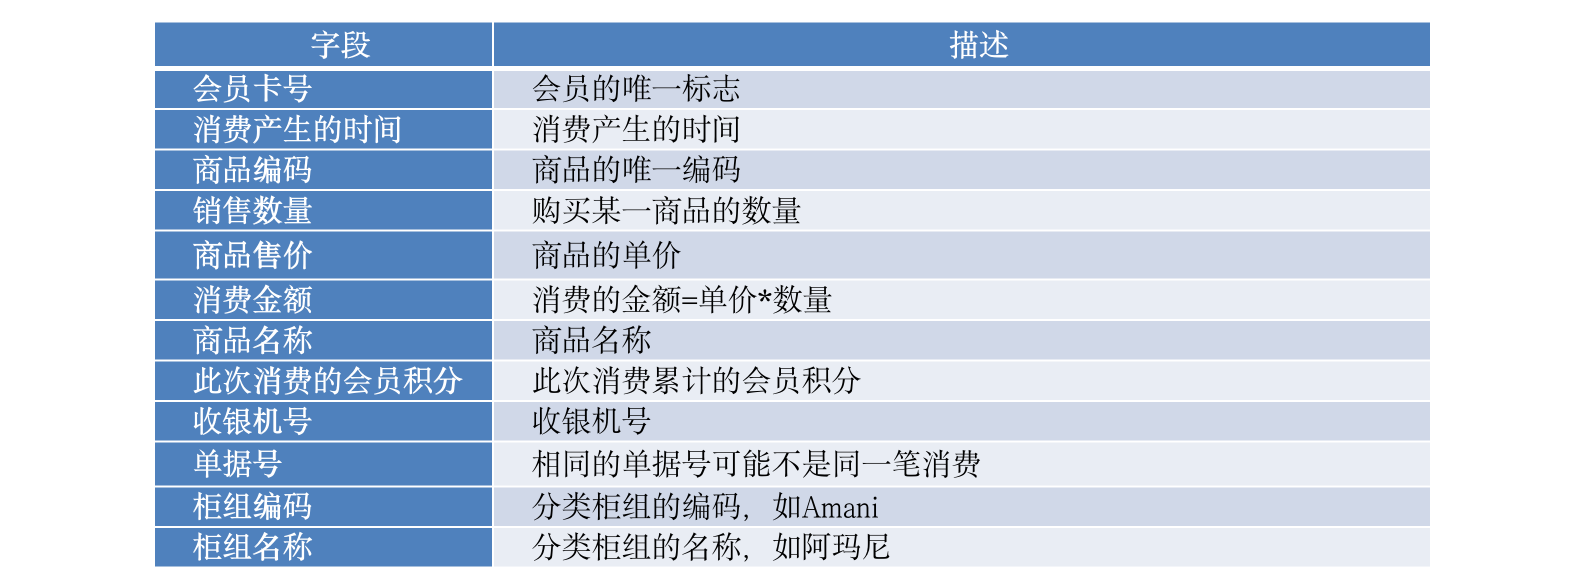 字段 描述
会员卡号 会员的唯一标志
消费产生的时间 消费产生的时间
商品编码 商品的唯一编码
销售数量 购买某一商品的数量
商品售价 商品的单价
消费金额 消费的金额=单价*数量
商品名称 商品名称
此次消费的会员积分 此次消费累计的会员积分
收银机号 收银机号
单据号 相同的单据号可能不是同一笔消费
柜组编码 分类柜组的编码，如Amani
柜组名称 分类柜组的名称，如阿玛尼